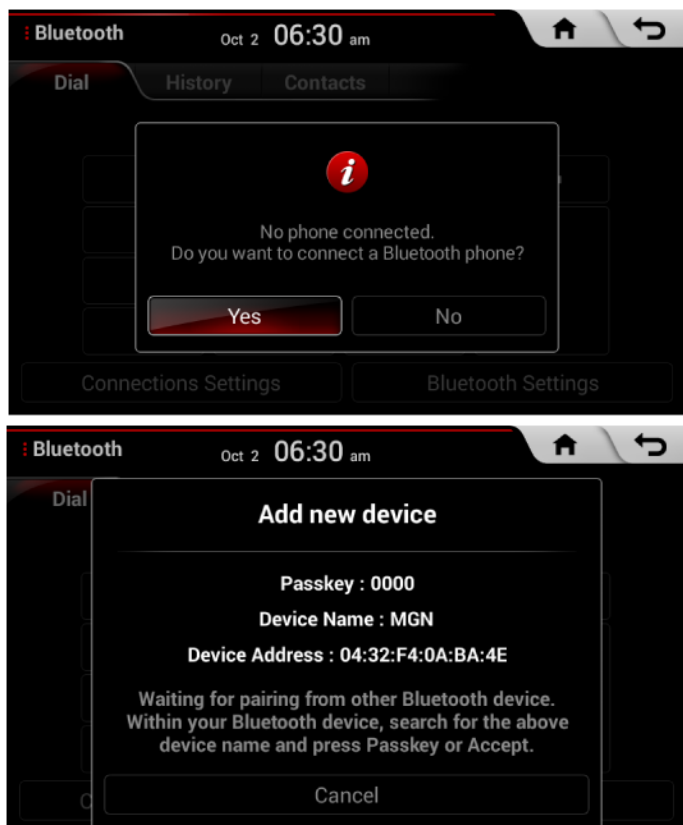 Bluetooth
Oct 2 06:30 am
Dial
History
Contacts
No phone connected.
Do you want to connect a Bluetooth phone?
Yes
No
Connections Settings
Bluetooth Settings
Bluetooth
Oct 2 06:30 am
Dial
Add new device
Passkey : 0000
Device Name : MGN
Device Address : 04:32:F4:0A:BA:4E
Waiting for pairing from other Bluetooth device.
Within your Bluetooth device, search for the above
device name and press Passkey or Accept.
Cancel